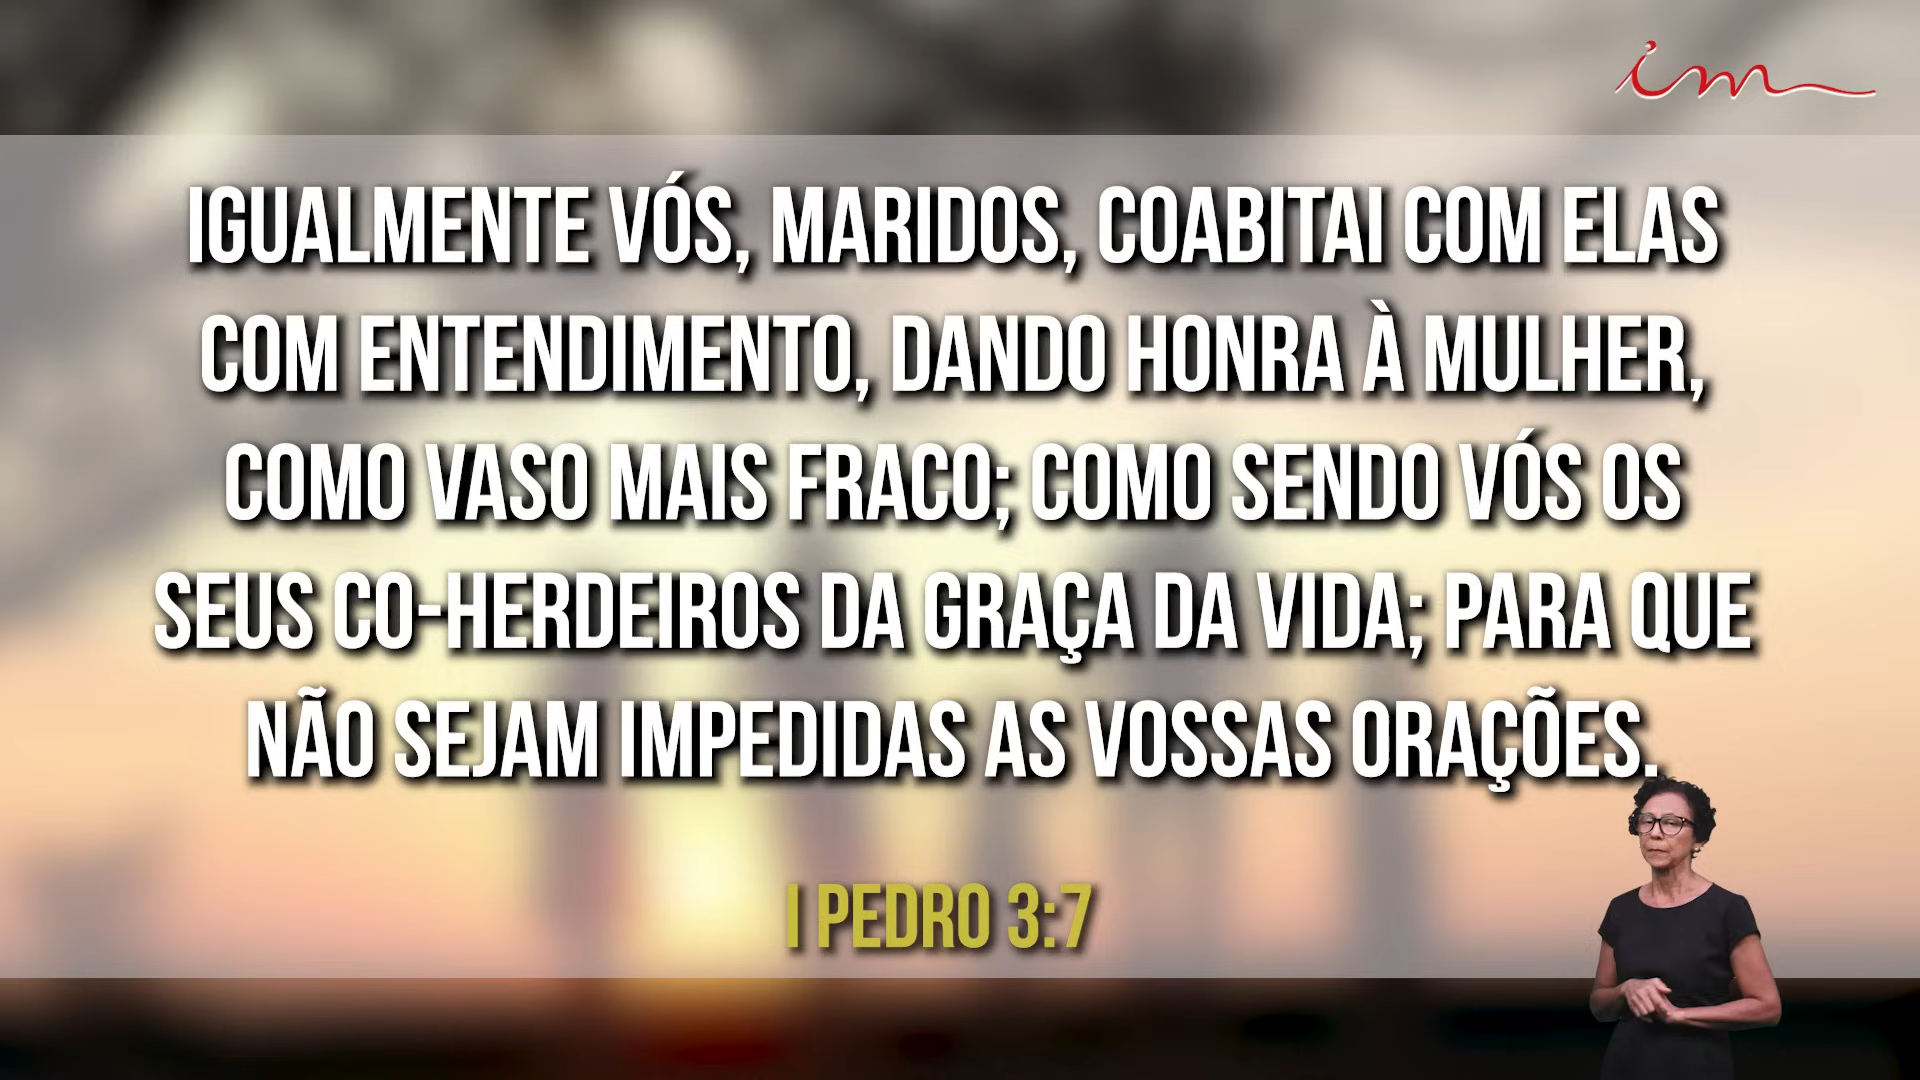 im
IGUALMENTE VÓS, MARIDOS, COABITAI COM ELAS
COM ENTENDIMENTO, DANDO HONRA À MULHER,
COMO VASO MAIS FRACO; COMO SENDO VÓS OS
SEUS CO-HERDEIROS DA GRAÇA DA VIDA; PARA QUE
NÃO SEJAM IMPEDIDAS AS VOSSAS ORAÇÕES.
I PEDRO 3:7